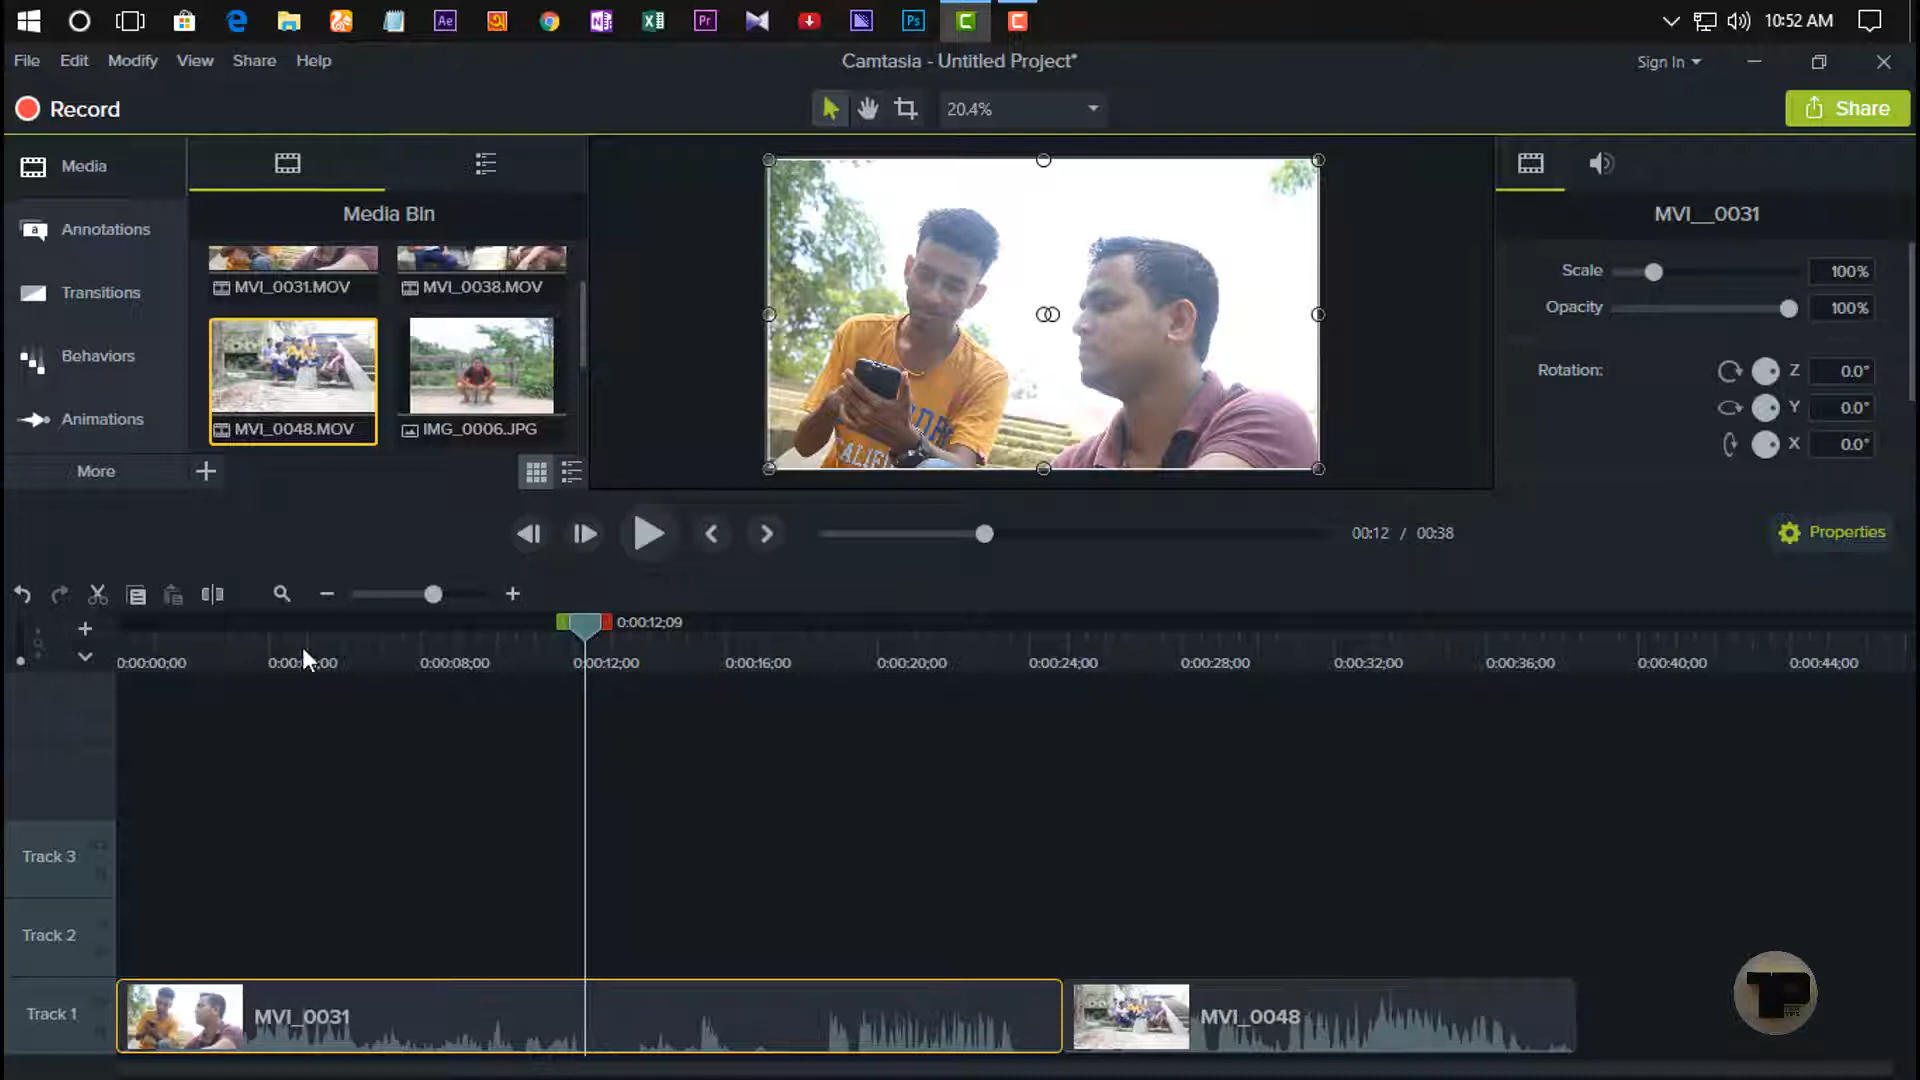 Ae
N
Pr
Ps
C
C
10:52 AM
File Edit Modify View Share Help
Camtasia - Untitled Project*
Sign In
Record
20.4%
Share
Media
Annotations
Transitions
Behaviors
Animations
More
Media Bin
MVI_0031.MOV
MVI_0038.MOV
MVI_0048.MOV
IMG_0006.JPG
CALIF
MVI__0031
Scale 100%
Opacity 100%
Rotation: Z 0.0°
Y 0.0°
X 0.0°
00:12 / 00:38
Properties
0:00:12;09
0:00:00;00
0:00:08;00 0:00:12;00 0:00:16;00 0:00:20;00 0:00:24;00 0:00:28;00 0:00:32;00 0:00:36;00 0:00:40;00 0:00:44;00
Track 3
Track 2
Track 1
MVI_0031
MVI_0048
TP